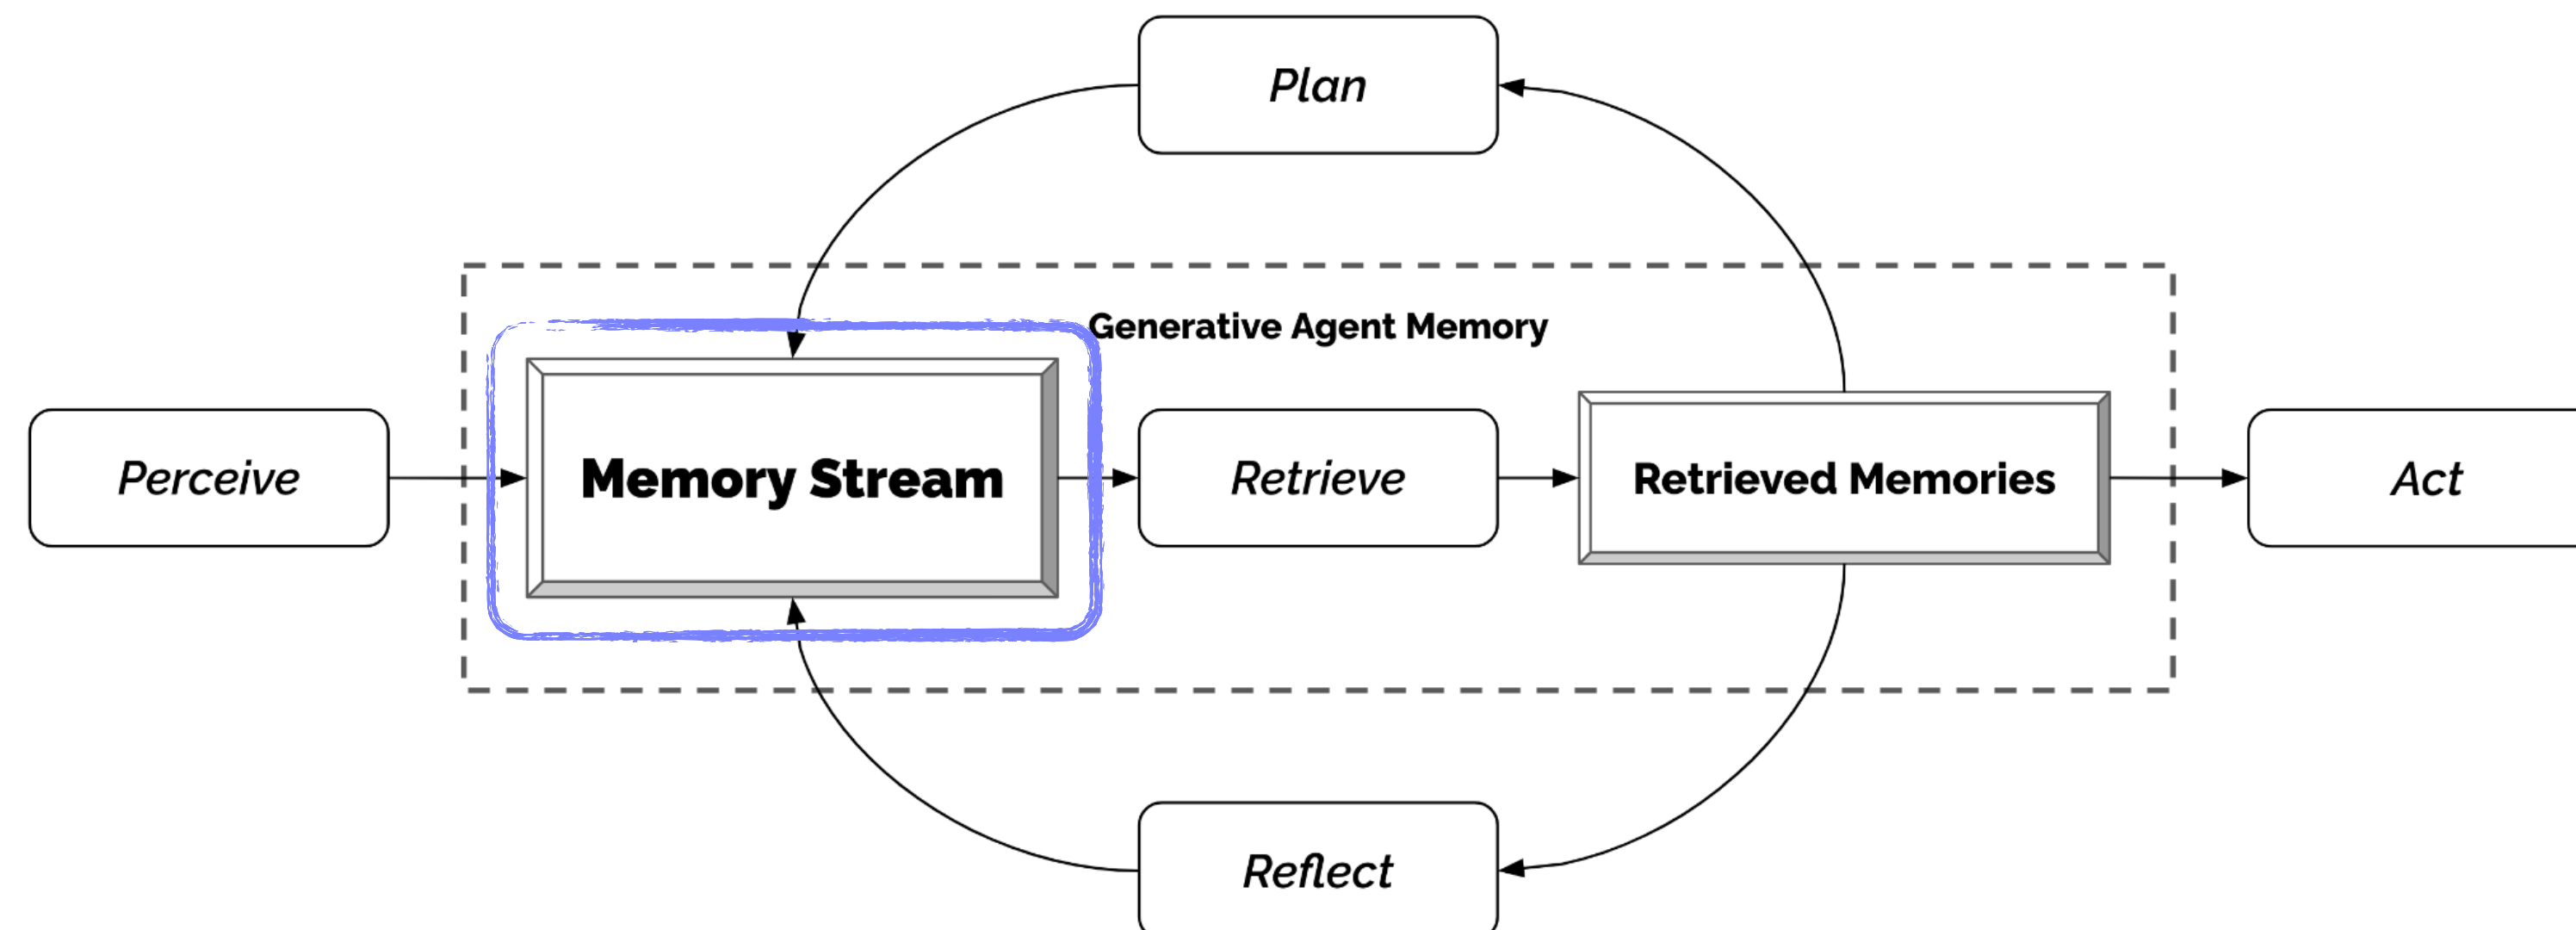 Plan
Generative Agent Memory
Perceive
Memory Stream
Retrieve
Retrieved Memories
Act
Reflect